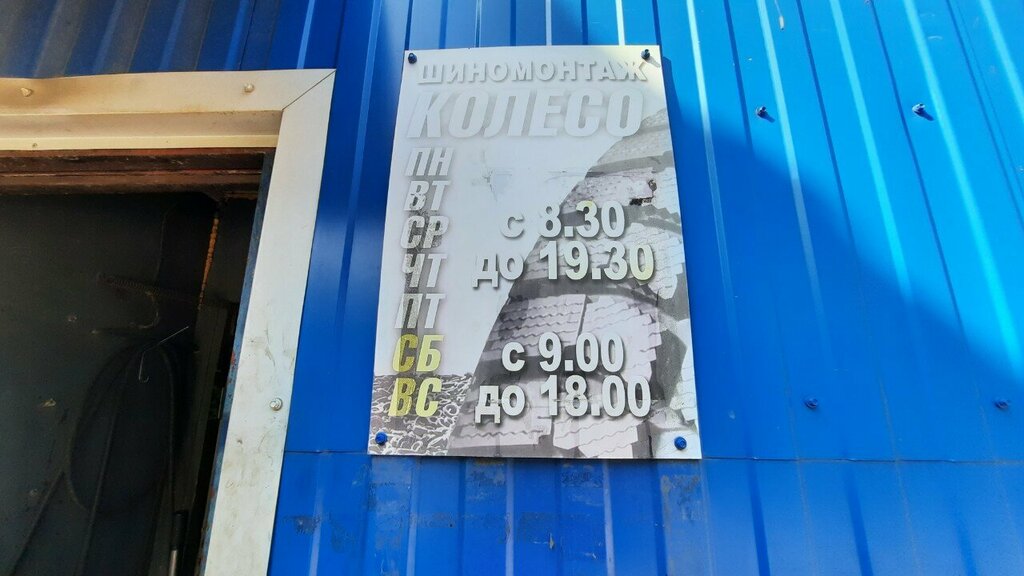 ШИНОМОНТАЖ
КОЛЕСО
ПН
ВТ
СР
ЧТ
ПТ
с 8.30
до 19.30
СБ
ВС
с 9.00
до 18.00